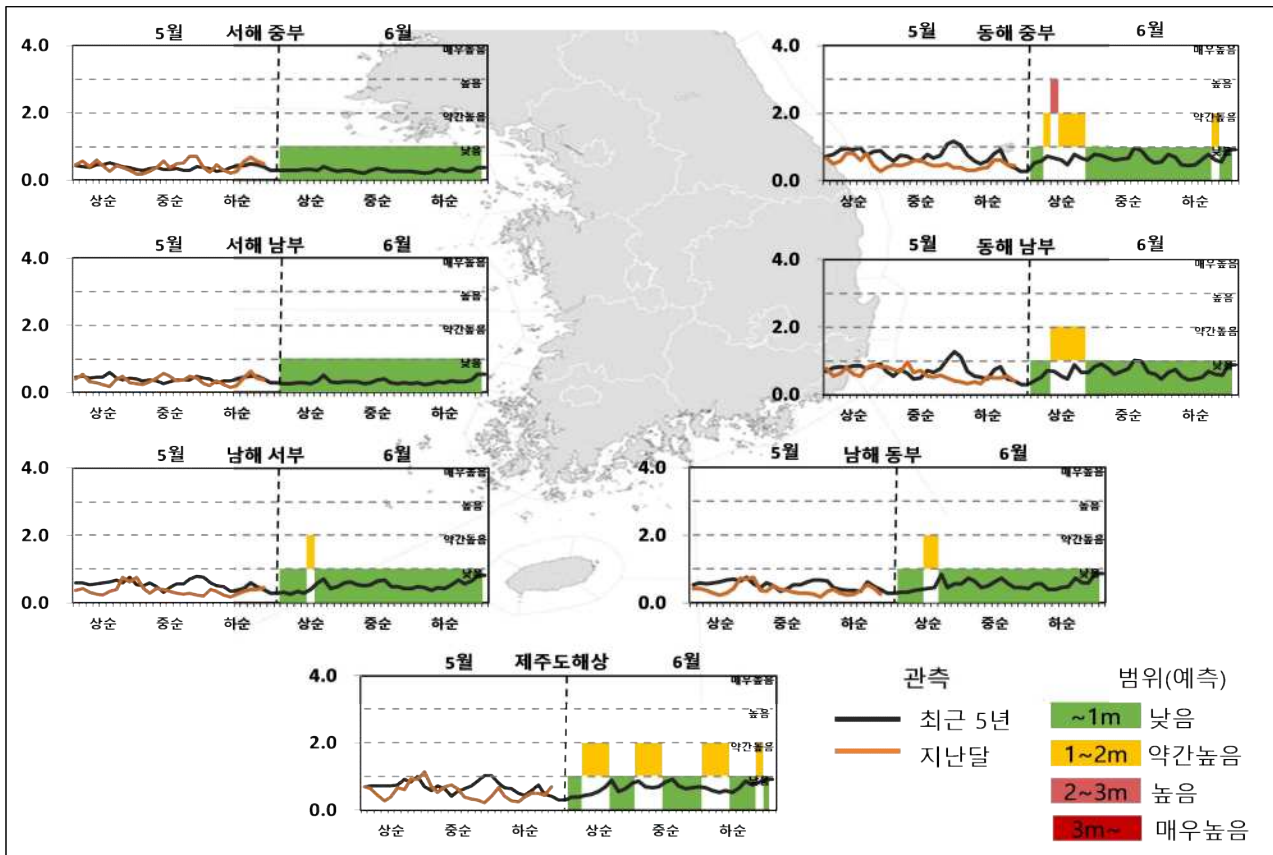 5월 서해 중부 6월
4.0
2.0
0.0
매우높음
높음
약간높음
낮음
상순 중순 하순 상순 중순 하순
5월 동해 중부 6월
4.0
2.0
0.0
매우높음
높음
약간높음
낮음
상순 중순 하순 상순 중순 하순
5월 서해 남부 6월
4.0
2.0
0.0
매우높음
높음
약간높음
낮음
상순 중순 하순 상순 중순 하순
5월 동해 남부 6월
4.0
2.0
0.0
매우높음
높음
약간높음
낮음
상순 중순 하순 상순 중순 하순
5월 남해 서부 6월
4.0
2.0
0.0
매우높음
높음
약간높음
낮음
상순 중순 하순 상순 중순 하순
5월 남해 동부 6월
4.0
2.0
0.0
매우높음
높음
약간높음
낮음
상순 중순 하순 상순 중순 하순
5월 제주도해상 6월
4.0
2.0
0.0
매우높음
높음
약간높음
낮음
상순 중순 하순 상순 중순 하순
관측
최근 5년
지난달
범위(예측)
~1m 낮음
1~2m 약간높음
2~3m 높음
3m~ 매우높음